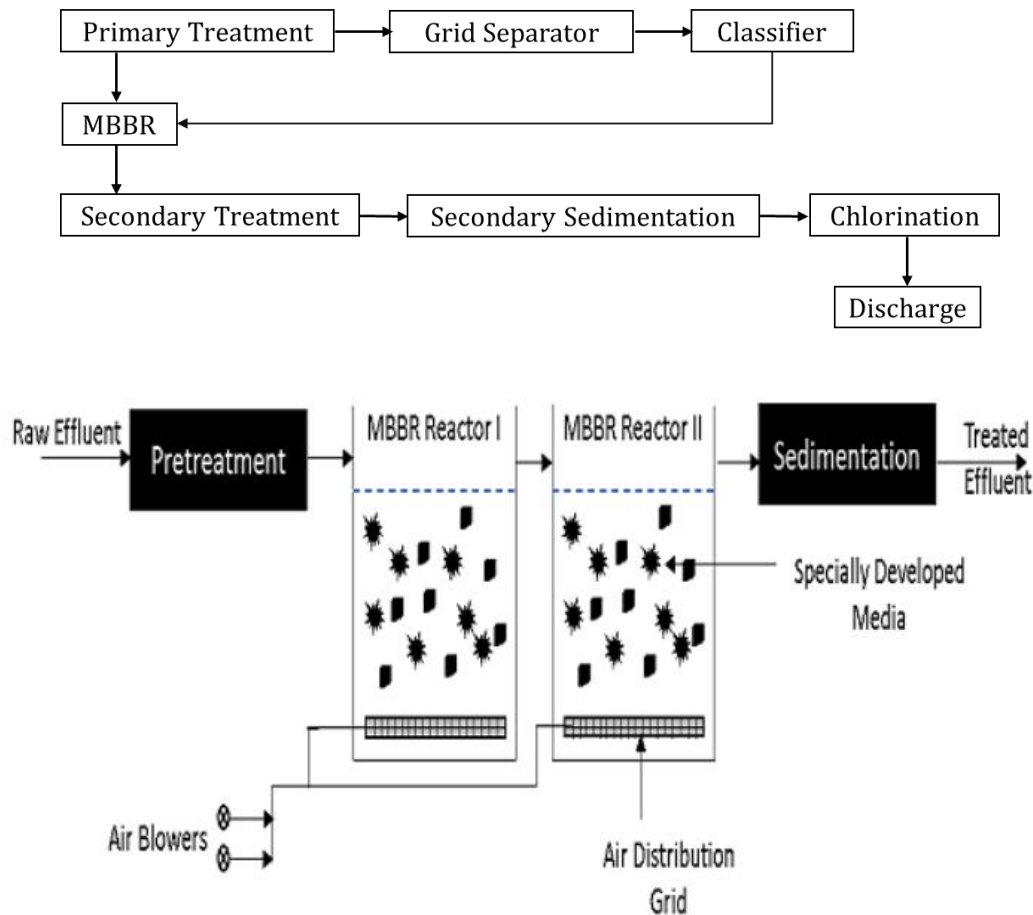 Primary Treatment
Grid Separator
Classifier
MBBR
Secondary Treatment
Secondary Sedimentation
Chlorination
Discharge
Raw Effluent
Pretreatment
MBBR Reactor I
MBBR Reactor II
Sedimentation
Treated
Effluent
Specially Developed
Media
Air Blowers
Air Distribution
Grid